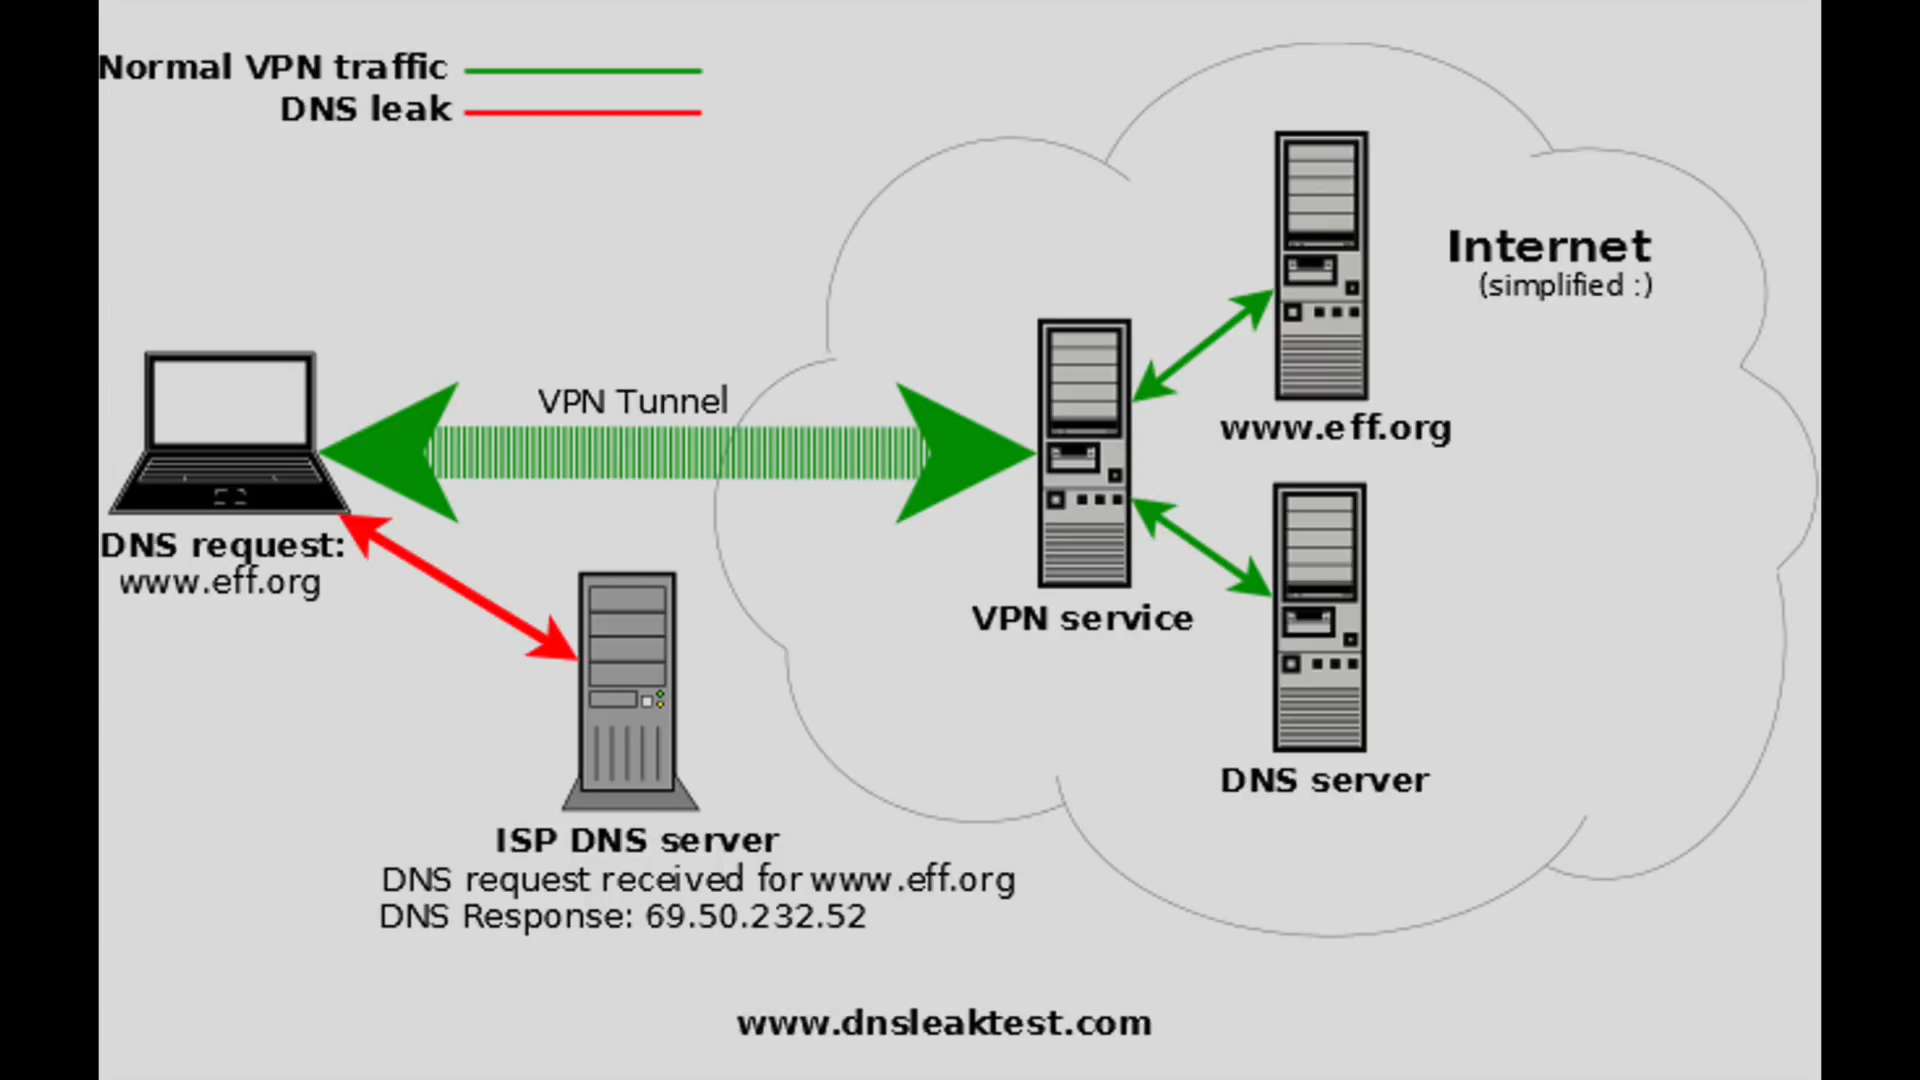 Normal VPN traffic
DNS leak
Internet
(simplified :)
VPN Tunnel
www.eff.org
DNS request:
www.eff.org
VPN service
DNS server
ISP DNS server
DNS request received for www.eff.org
DNS Response: 69.50.232.52
www.dnsleaktest.com